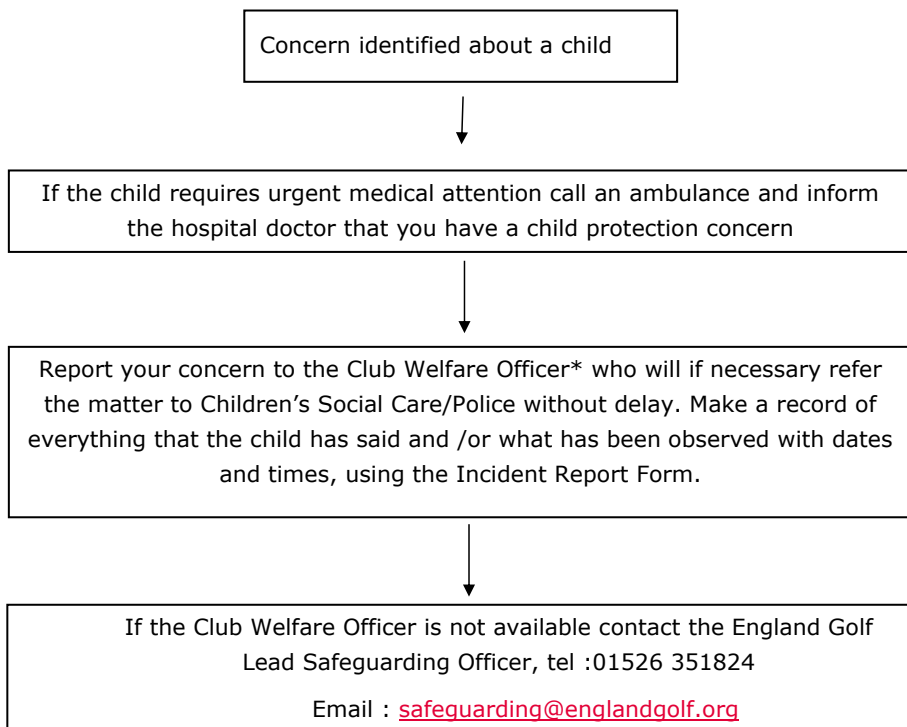 Concern identified about a child
If the child requires urgent medical attention call an ambulance and inform
the hospital doctor that you have a child protection concern
Report your concern to the Club Welfare Officer* who will if necessary refer
the matter to Children’s Social Care/Police without delay. Make a record of
everything that the child has said and /or what has been observed with dates
and times, using the Incident Report Form.
If the Club Welfare Officer is not available contact the England Golf
Lead Safeguarding Officer, tel :01526 351824
Email : safeguarding@englandgolf.org